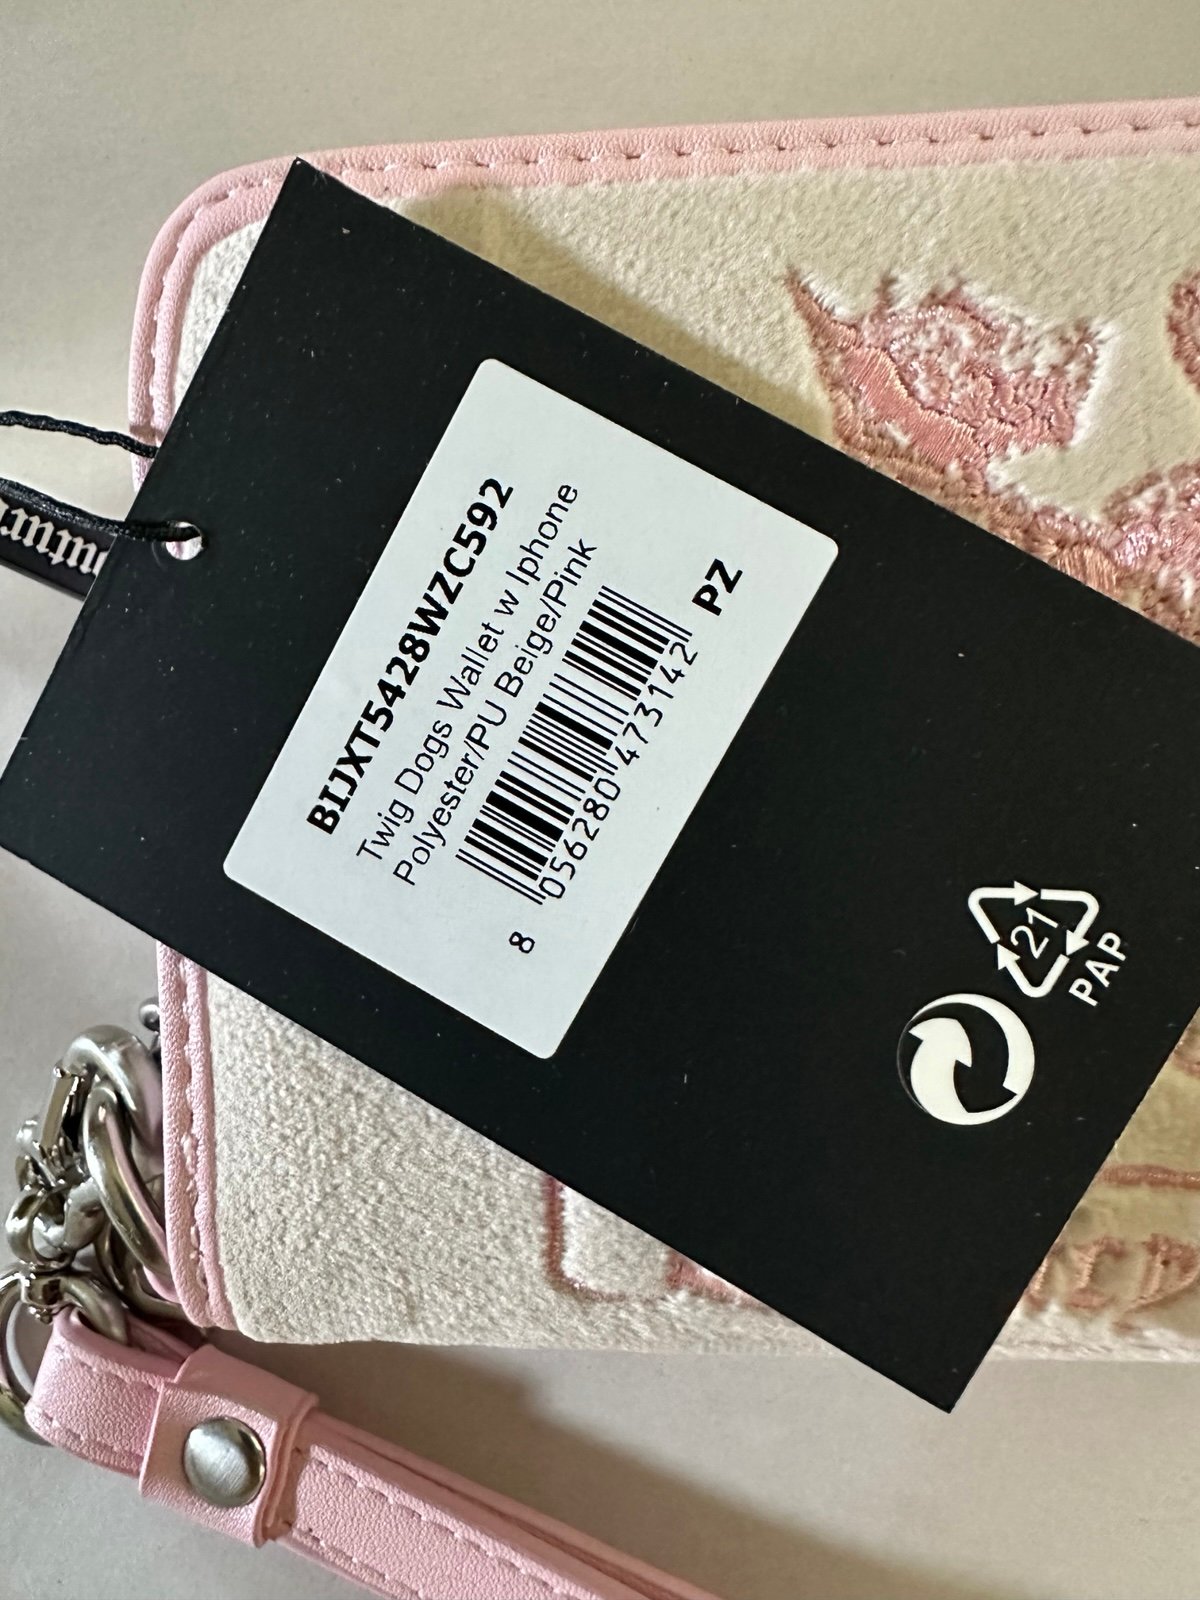 BIJXT5428WZC592
Twig Dogs Wallet w Iphone
Polyester/PU Beige/Pink
8 056280 473142
PZ
21
PAP